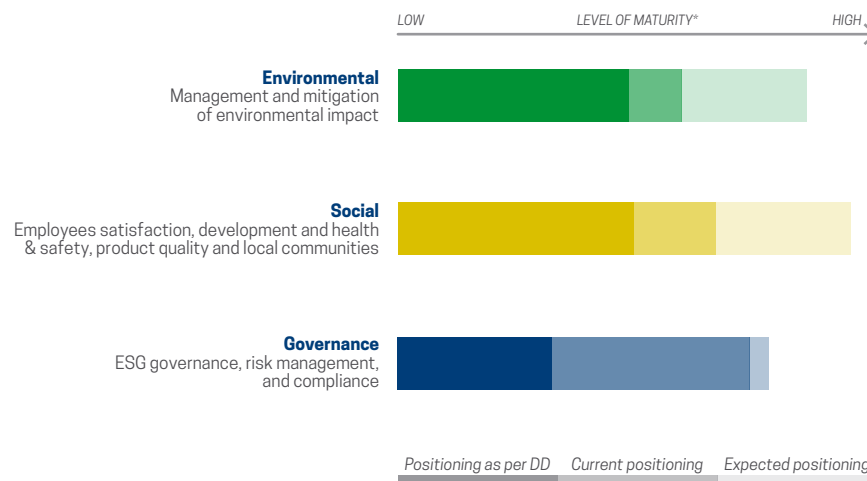 LOW LEVEL OF MATURITY* HIGH
Environmental
Management and mitigation
of environmental impact
Social
Employees satisfaction, development and health
& safety, product quality and local communities
Governance
ESG governance, risk management,
and compliance
Positioning as per DD Current positioning Expected positioning